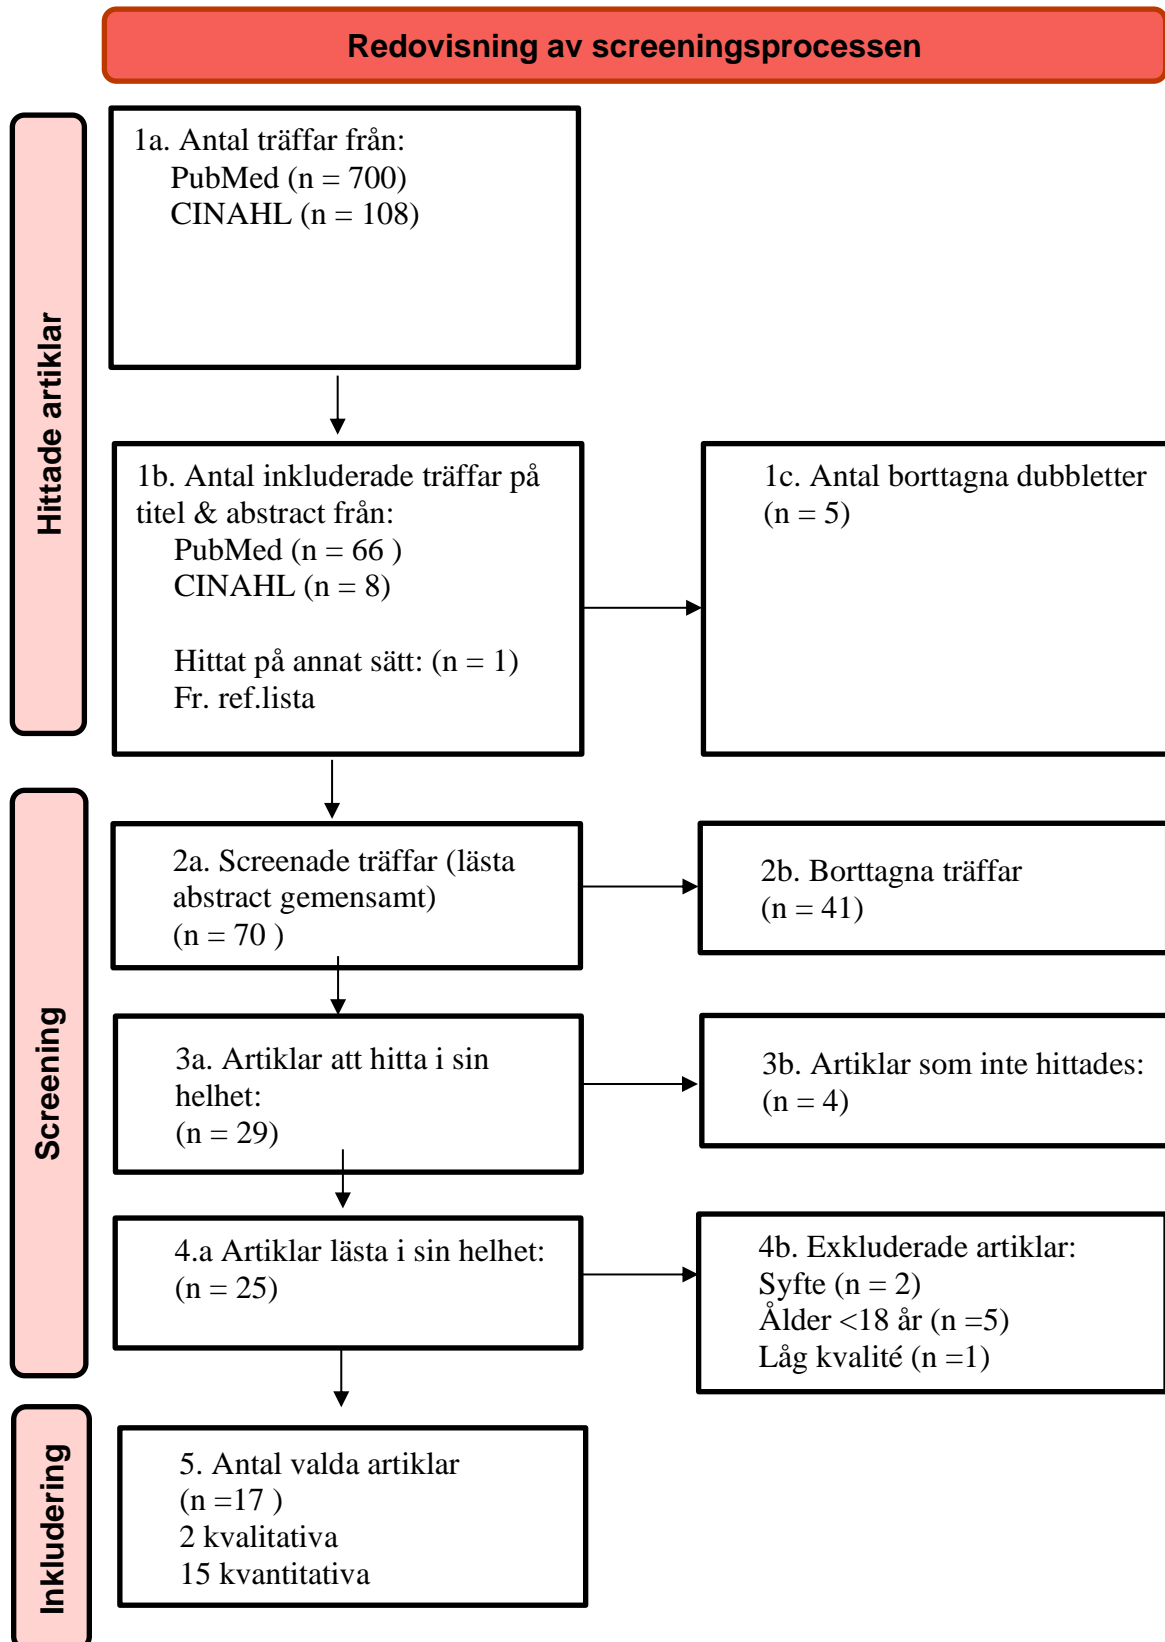 Redovisning av screeningsprocessen
Hittade artiklar
1a. Antal träffar från:
PubMed (n = 700)
CINAHL (n = 108)
1b. Antal inkluderade träffar på
titel & abstract från:
PubMed (n = 66 )
CINAHL (n = 8)
Hittat på annat sätt: (n = 1)
Fr. ref.lista
1c. Antal borttagna dubbletter
(n = 5)
Screening
2a. Screenade träffar (lästa
abstract gemensamt)
(n = 70 )
2b. Borttagna träffar
(n = 41)
3a. Artiklar att hitta i sin
helhet:
(n = 29)
3b. Artiklar som inte hittades:
(n = 4)
4.a Artiklar lästa i sin helhet:
(n = 25)
4b. Exkluderade artiklar:
Syfte (n = 2)
Ålder <18 år (n =5)
Låg kvalité (n =1)
Inkludering
5. Antal valda artiklar
(n =17 )
2 kvalitativa
15 kvantitativa